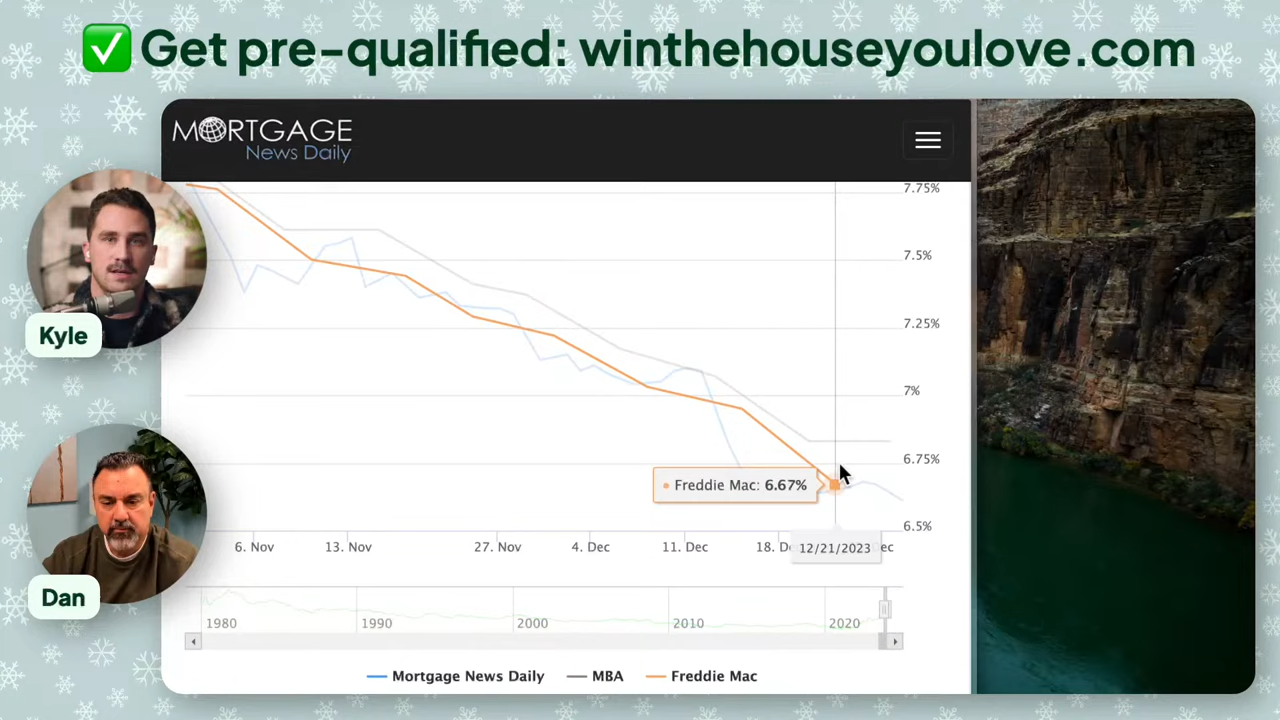 ✅ Get pre-qualified: winthehouseyoulove.com
MORTGAGE
News Daily
Kyle
Dan
7.75%
7.5%
7.25%
7%
6.75%
6.5%
Freddie Mac: 6.67%
6. Nov
13. Nov
27. Nov
4. Dec
11. Dec
18. D
12/21/2023
ec
1980
1990
2000
2010
2020
Mortgage News Daily
MBA
Freddie Mac